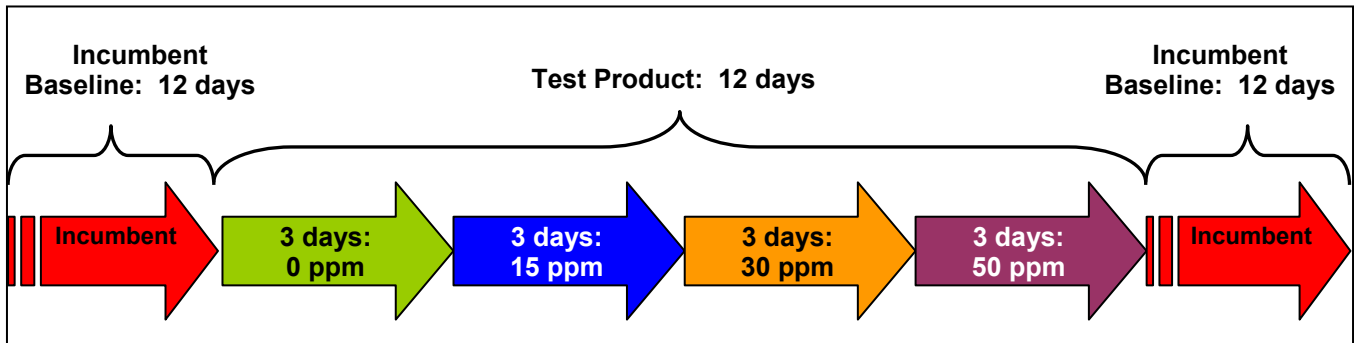 Incumbent
Baseline: 12 days
Test Product: 12 days
Incumbent
Baseline: 12 days
Incumbent
3 days:
0 ppm
3 days:
15 ppm
3 days:
30 ppm
3 days:
50 ppm
Incumbent